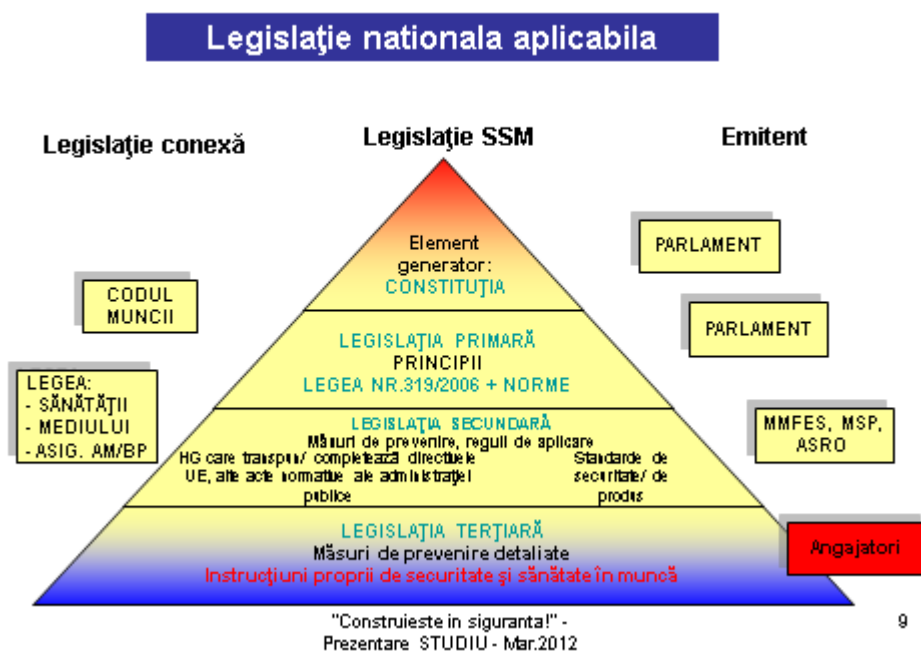 Legislaţie nationala aplicabila
Legislaţie conexă
Legislaţie SSM
Emitent
Element
generator:
CONSTITUŢIA
PARLAMENT
CODUL
MUNCII
LEGISLAŢIA PRIMARĂ
PRINCIPII
LEGEA NR.319/2006 + NORME
PARLAMENT
LEGEA:
- SĂNĂTĂŢII
- MEDIULUI
- ASIG. AM/BP
LEGISLAŢIA SECUNDARĂ
Măsuri de prevenire, reguli de aplicare
HG care transpun/ completează directivele
UE, alte acte normative ale administraţiei
publice
Standarde de
securitate/ de
produs
MMFES, MSP,
ASRO
LEGISLAŢIA TERŢIARĂ
Măsuri de prevenire detaliate
Instrucţiuni proprii de securitate şi sănătate în muncă
Angajatori
"Construieste in siguranta!" -
Prezentare STUDIU - Mar.2012
9